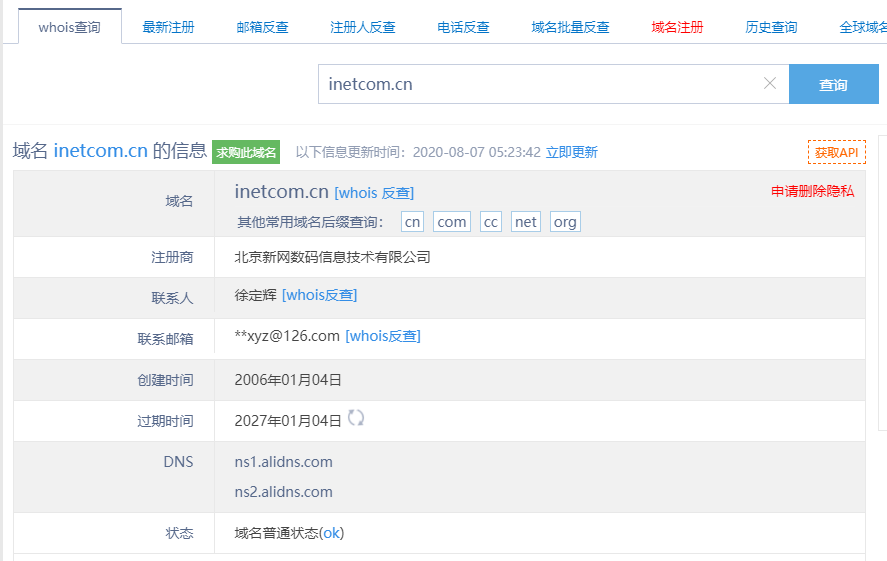 whois查询 最新注册 邮箱反查 注册人反查 电话反查 域名批量反查 域名注册 历史查询 全球域名
inetcom.cn 查询
域名 inetcom.cn 的信息 求购此域名 以下信息更新时间：2020-08-07 05:23:42 立即更新 获取API
域名 inetcom.cn [whois 反查] 申请删除隐私
其他常用域名后缀查询： cn com cc net org
注册商 北京新网数码信息技术有限公司
联系人 徐定辉 [whois反查]
联系邮箱 **xyz@126.com [whois反查]
创建时间 2006年01月04日
过期时间 2027年01月04日
DNS ns1.alidns.com
ns2.alidns.com
状态 域名普通状态(ok)